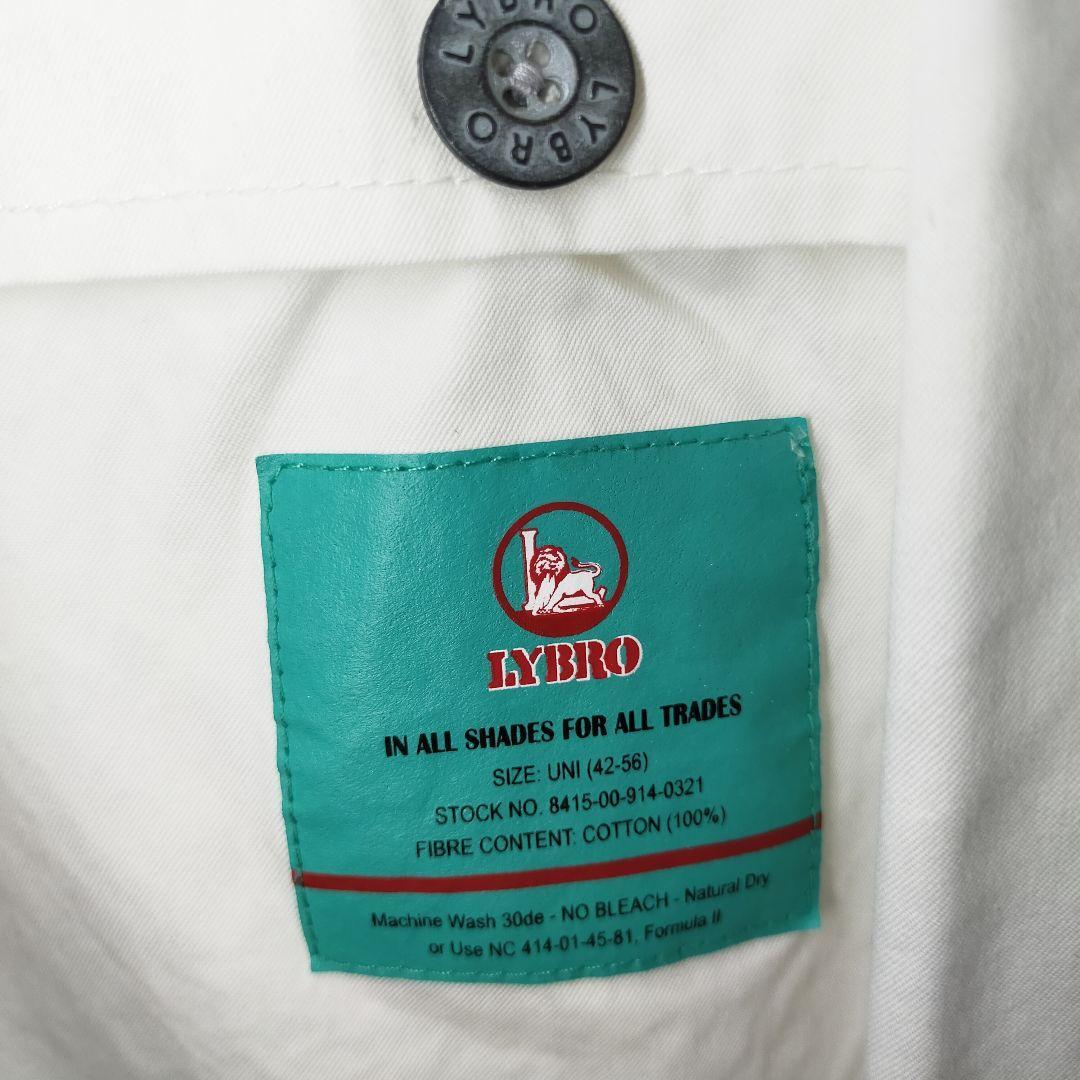 LYBRO LYBRO
LYBRO
IN ALL SHADES FOR ALL TRADES
SIZE: UNI (42-56)
STOCK NO. 8415-00-914-0321
FIBRE CONTENT: COTTON (100%)
Machine Wash 30de - NO BLEACH - Natural Dry
or Use NC 414-01-45-81, Formula II